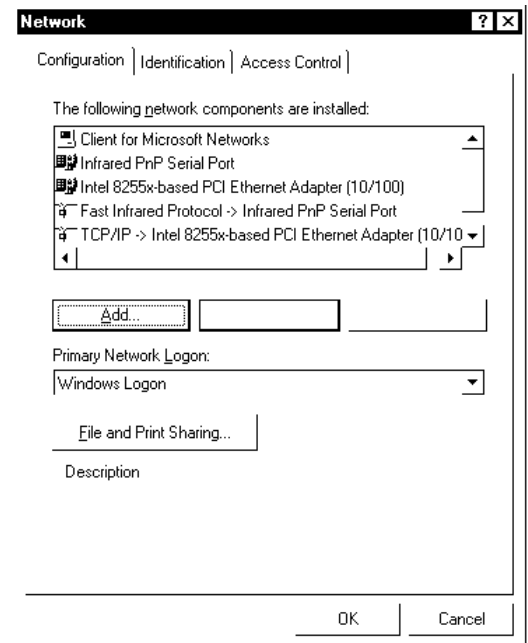 Network ? ×
Configuration Identification Access Control
The following network components are installed:
Client for Microsoft Networks
Infrared PnP Serial Port
Intel 8255x-based PCI Ethernet Adapter (10/100)
Fast Infrared Protocol -> Infrared PnP Serial Port
TCP/IP -> Intel 8255x-based PCI Ethernet Adapter (10/10
Add...
Primary Network Logon:
Windows Logon
File and Print Sharing...
Description
OK Cancel